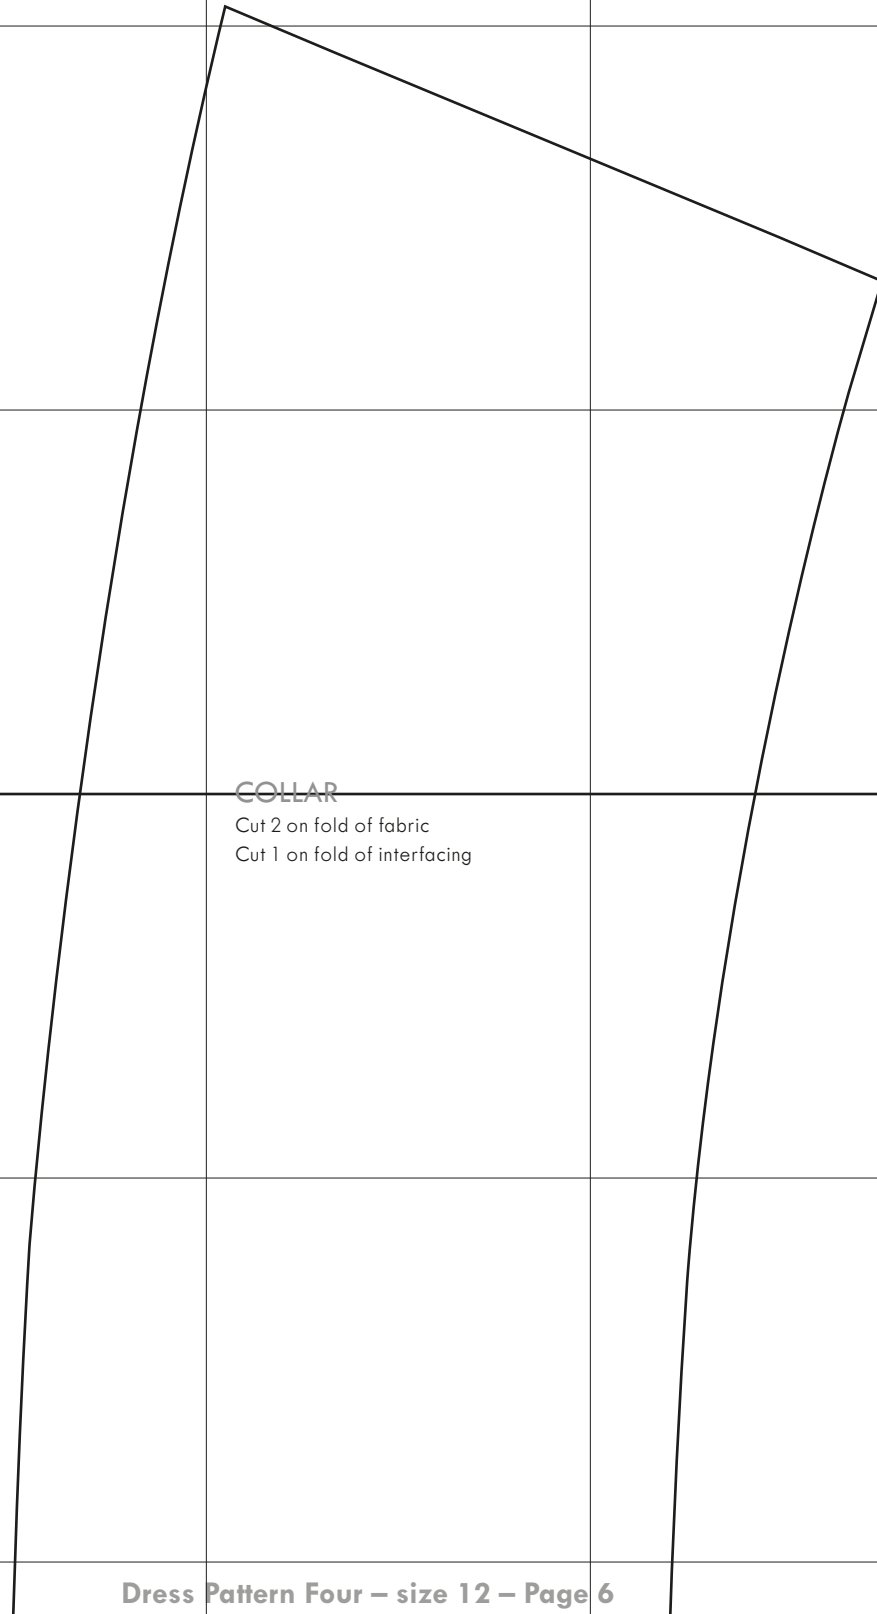 COLLAR
Cut 2 on fold of fabric
Cut 1 on fold of interfacing
Dress Pattern Four – size 12 – Page 6